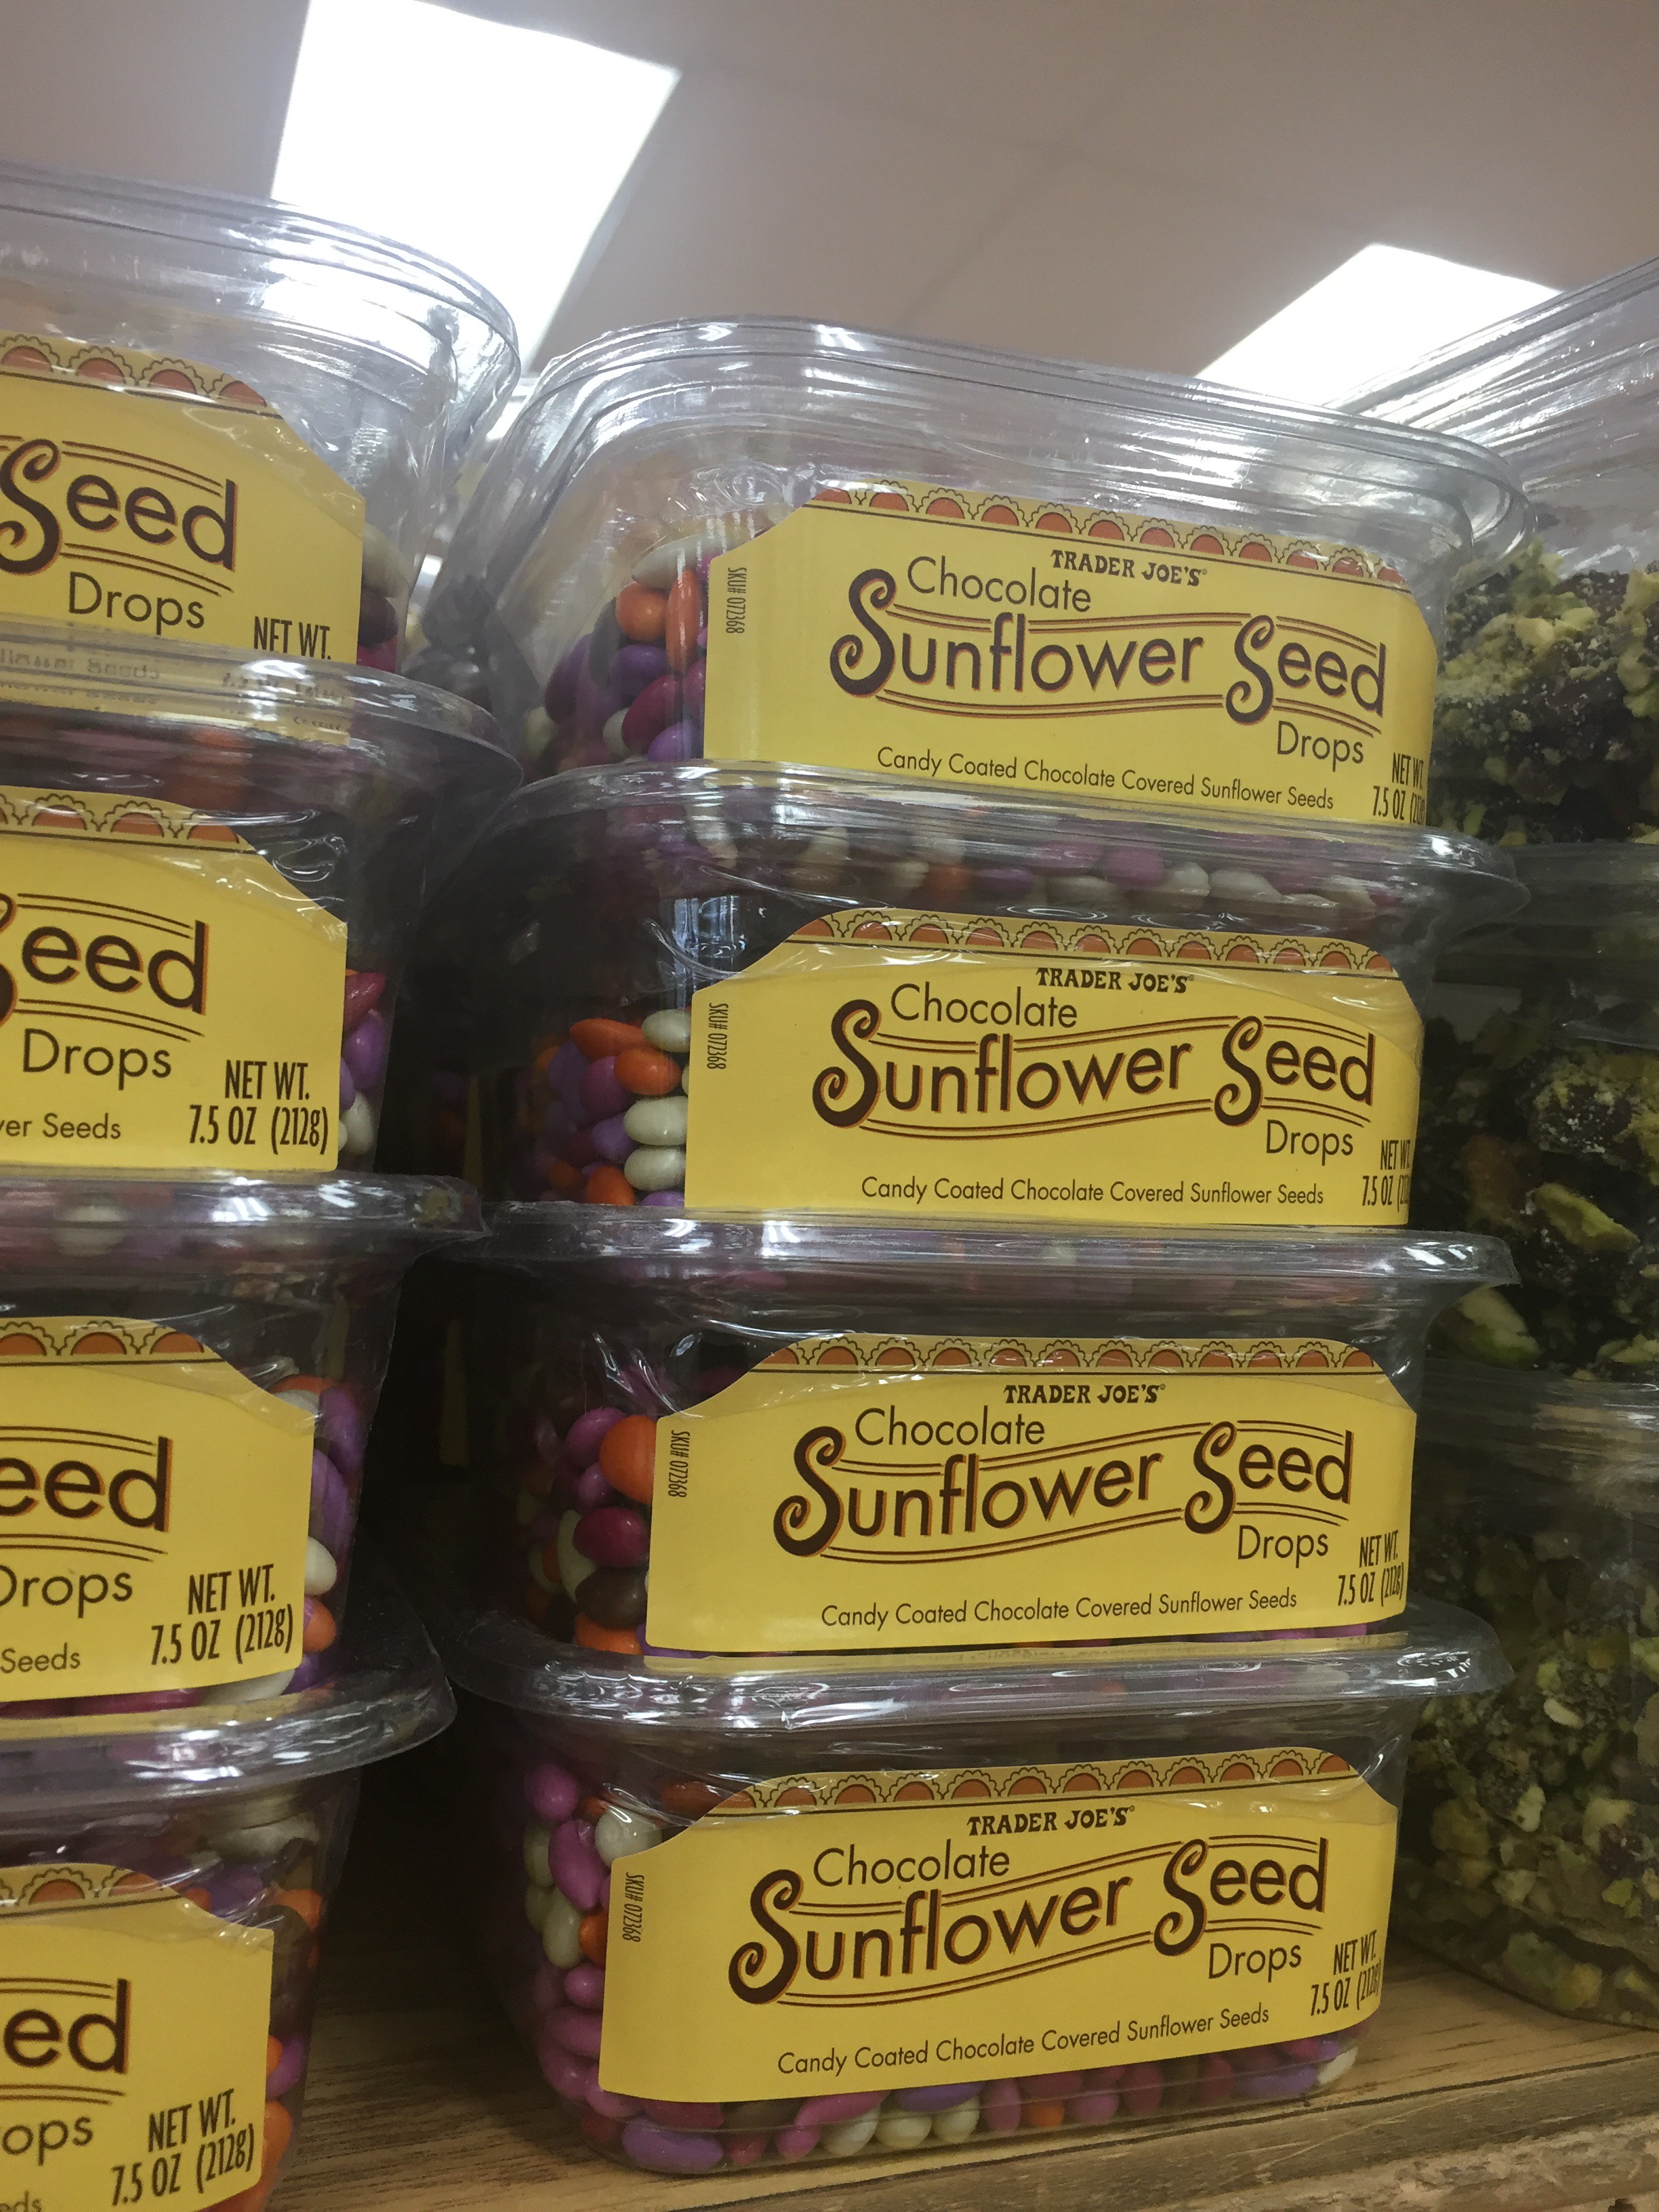 Seed
Drops
NET WT.
eed
Drops
NET WT.
7.5 OZ (212g)
Seeds
eed
Drops
NET WT.
7.5 OZ (212g)
Seeds
ed
ops
NET WT.
7.5 OZ (212g)
eds
SKU# 072368
TRADER JOE'S
Chocolate
Sunflower Seed
Drops
Candy Coated Chocolate Covered Sunflower Seeds
NET WT.
7.5 OZ (212g)
SKU# 072368
TRADER JOE'S
Chocolate
Sunflower Seed
Drops
Candy Coated Chocolate Covered Sunflower Seeds
NET WT.
7.5 OZ (212g)
SKU# 072368
TRADER JOE'S
Chocolate
Sunflower Seed
Drops
Candy Coated Chocolate Covered Sunflower Seeds
NET WT.
7.5 OZ (212g)
SKU# 072368
TRADER JOE'S
Chocolate
Sunflower Seed
Drops
Candy Coated Chocolate Covered Sunflower Seeds
NET WT.
7.5 OZ (212g)